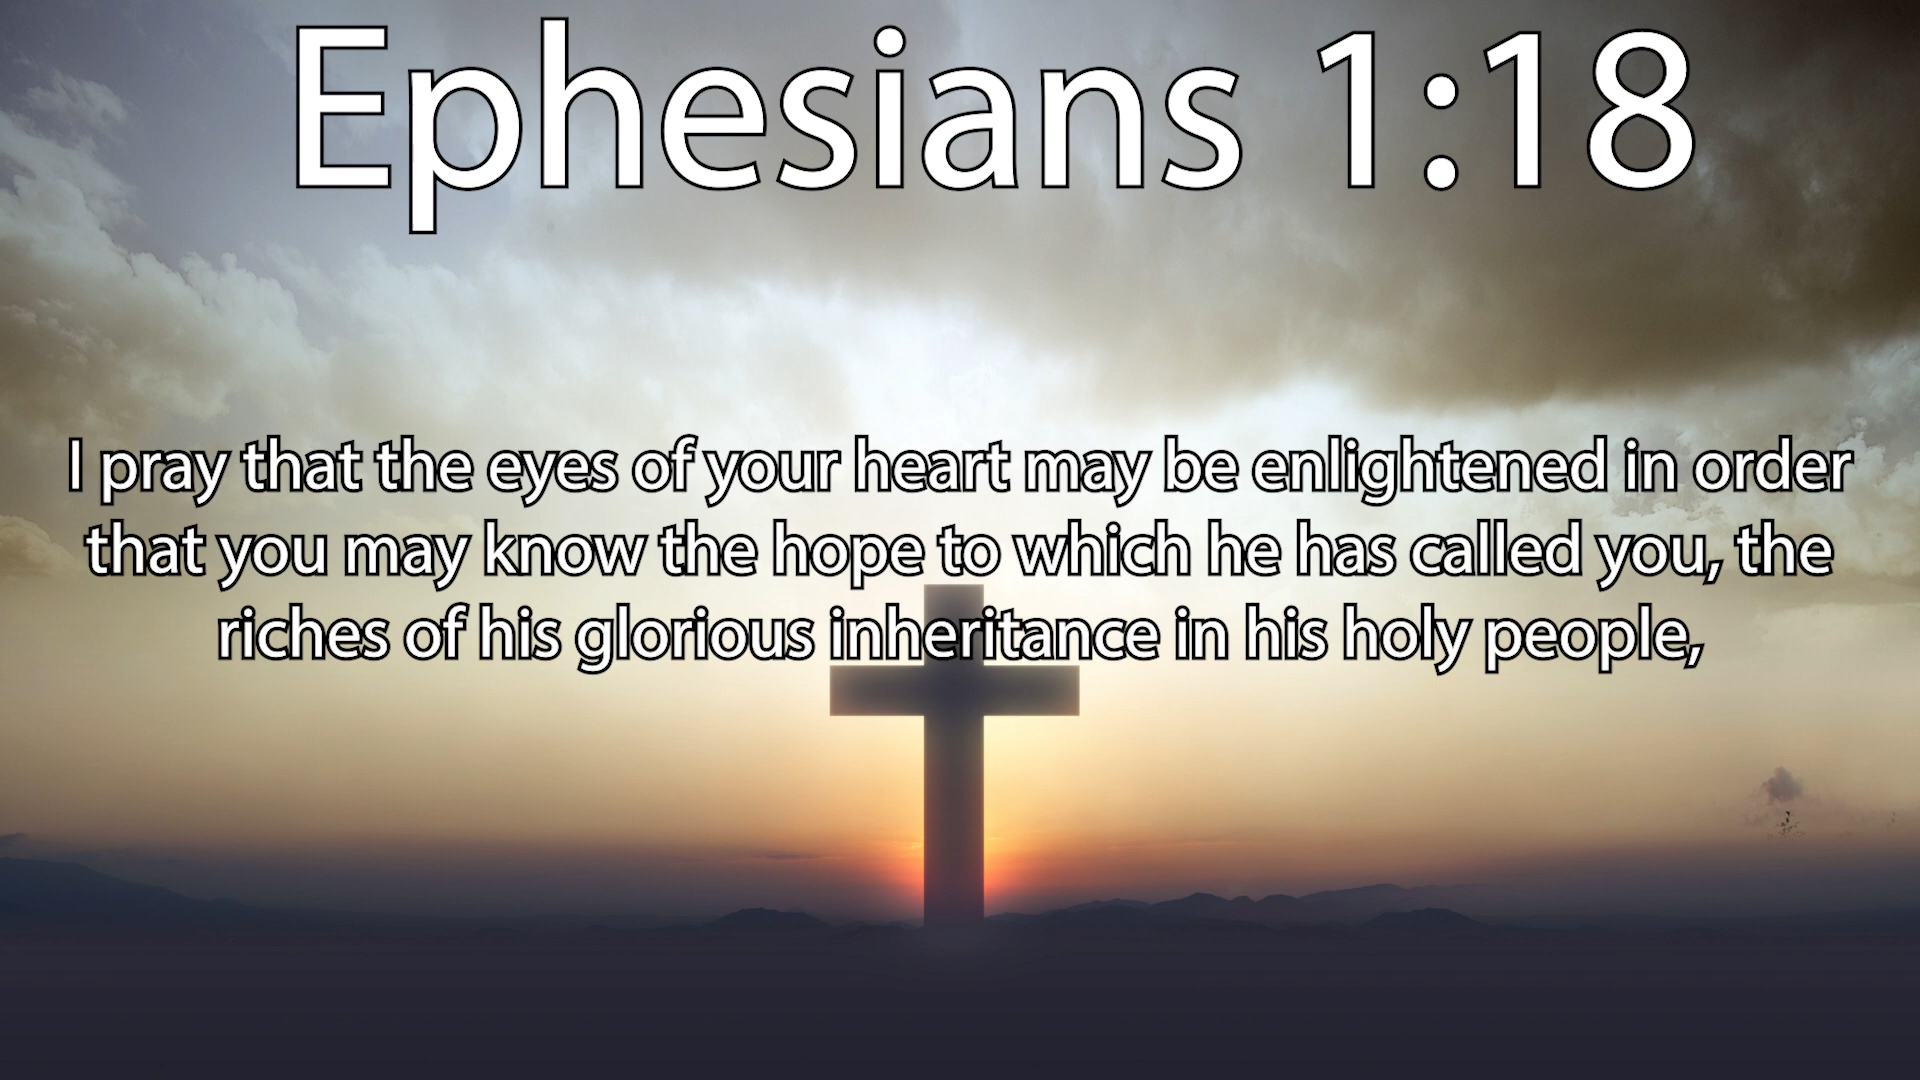 Ephesians 1:18
I pray that the eyes of your heart may be enlightened in order
that you may know the hope to which he has called you, the
riches of his glorious inheritance in his holy people,